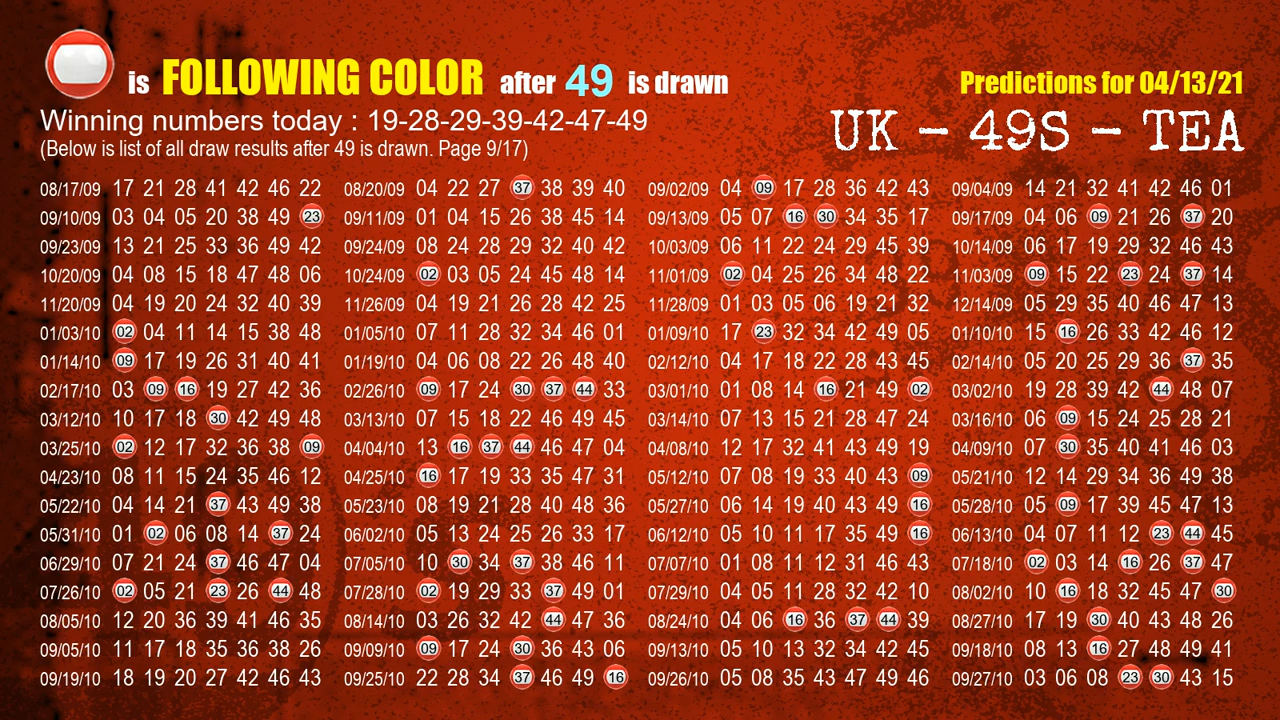 is FOLLOWING COLOR after 49 is drawn
Predictions for 04/13/21
Winning numbers today : 19-28-29-39-42-47-49
UK - 49S - TEA
(Below is list of all draw results after 49 is drawn. Page 9/17)
08/17/09 17 21 28 41 42 46 22 08/20/09 04 22 27 37 38 39 40 09/02/09 04 09 17 28 36 42 43 09/04/09 14 21 32 41 42 46 01
09/10/09 03 04 05 20 38 49 23 09/11/09 01 04 15 26 38 45 14 09/13/09 05 07 16 30 34 35 17 09/17/09 04 06 09 21 26 37 20
09/23/09 13 21 25 33 36 49 42 09/24/09 08 24 28 29 32 40 42 10/03/09 06 11 22 24 29 45 39 10/14/09 06 17 19 29 32 46 43
10/20/09 04 08 15 18 47 48 06 10/24/09 02 03 05 24 45 48 14 11/01/09 02 04 25 26 34 48 22 11/03/09 09 15 22 23 24 37 14
11/20/09 04 19 20 24 32 40 39 11/26/09 04 19 21 26 28 42 25 11/28/09 01 03 05 06 19 21 32 12/14/09 05 29 35 40 46 47 13
01/03/10 02 04 11 14 15 38 48 01/05/10 07 11 28 32 34 46 01 01/09/10 17 23 32 34 42 49 05 01/10/10 15 16 26 33 42 46 12
01/14/10 09 17 19 26 31 40 41 01/19/10 04 06 08 22 26 48 40 02/12/10 04 17 18 22 28 43 45 02/14/10 05 20 25 29 36 37 35
02/17/10 03 09 16 19 27 42 36 02/26/10 09 17 24 30 37 44 33 03/01/10 01 08 14 16 21 49 02 03/02/10 19 28 39 42 44 48 07
03/12/10 10 17 18 30 42 49 48 03/13/10 07 15 18 22 46 49 45 03/14/10 07 13 15 21 28 47 24 03/16/10 06 09 15 24 25 28 21
03/25/10 02 12 17 32 36 38 09 04/04/10 13 16 37 44 46 47 04 04/08/10 12 17 32 41 43 49 19 04/09/10 07 30 35 40 41 46 03
04/23/10 08 11 15 24 35 46 12 04/25/10 16 17 19 33 35 47 31 05/12/10 07 08 19 33 40 43 09 05/21/10 12 14 29 34 36 49 38
05/22/10 04 14 21 37 43 49 38 05/23/10 08 19 21 28 40 48 36 05/27/10 06 14 19 40 43 49 16 05/28/10 05 09 17 39 45 47 13
05/31/10 01 02 06 08 14 37 24 06/02/10 05 13 24 25 26 33 17 06/12/10 05 10 11 17 35 49 16 06/13/10 04 07 11 12 23 44 45
06/29/10 07 21 24 37 46 47 04 07/05/10 10 30 34 37 38 46 11 07/07/10 01 08 11 12 31 46 43 07/18/10 02 03 14 16 26 37 47
07/26/10 02 05 21 23 26 44 48 07/28/10 02 19 29 33 37 49 01 07/29/10 04 05 11 28 32 42 10 08/02/10 10 16 18 32 45 47 30
08/05/10 12 20 36 39 41 46 35 08/14/10 03 26 32 42 44 47 36 08/24/10 04 06 16 36 37 44 39 08/27/10 17 19 30 40 43 48 26
09/05/10 11 17 18 35 36 38 26 09/09/10 09 17 24 30 36 43 06 09/13/10 05 10 13 32 34 42 45 09/18/10 08 13 16 27 48 49 41
09/19/10 18 19 20 27 42 46 43 09/25/10 22 28 34 37 46 49 16 09/26/10 05 08 35 43 47 49 46 09/27/10 03 06 08 23 30 43 15